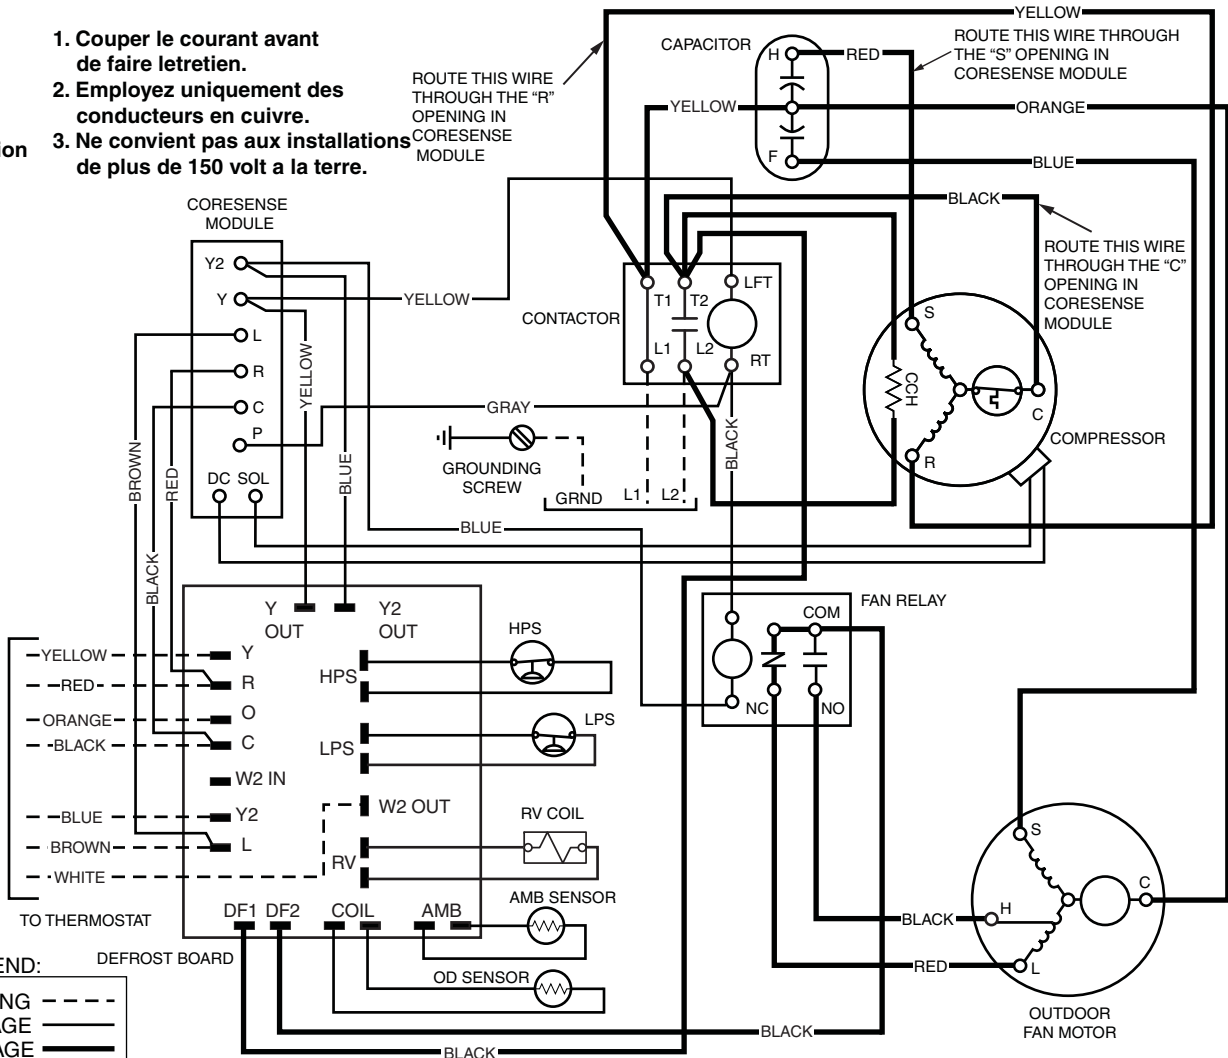 1. Couper le courant avant
de faire letretien.
2. Employez uniquement des
conducteurs en cuivre.
3. Ne convient pas aux installations
de plus de 150 volt a la terre.
ion
ROUTE THIS WIRE
THROUGH THE “R”
OPENING IN
CORESENSE
MODULE
CAPACITOR
H
F
RED
YELLOW
YELLOW
ROUTE THIS WIRE THROUGH
THE “S” OPENING IN
CORESENSE MODULE
ORANGE
BLUE
BLACK
ROUTE THIS WIRE
THROUGH THE “C”
OPENING IN
CORESENSE
MODULE
CORESENSE
MODULE
Y2
Y
L
R
C
P
DC SOL
YELLOW
YELLOW
GRAY
BLUE
BROWN
RED
BLACK
BLUE
CONTACTOR
T1
T2
LFT
L1
L2
RT
BLACK
GROUNDING
SCREW
GRND
L1
L2
S
CCH
C
R
COMPRESSOR
Y
OUT
Y2
OUT
YELLOW
Y
RED
R
ORANGE
O
BLACK
C
W2 IN
BLUE
Y2
BROWN
L
WHITE
TO THERMOSTAT
HPS
HPS
LPS
LPS
W2 OUT
RV
RV COIL
DF1 DF2 COIL AMB
AMB SENSOR
OD SENSOR
DEFROST BOARD
FAN RELAY
COM
NC
NO
BLACK
RED
S
H
C
L
OUTDOOR
FAN MOTOR
BLACK
BLACK
END:
NG
AGE
AGE